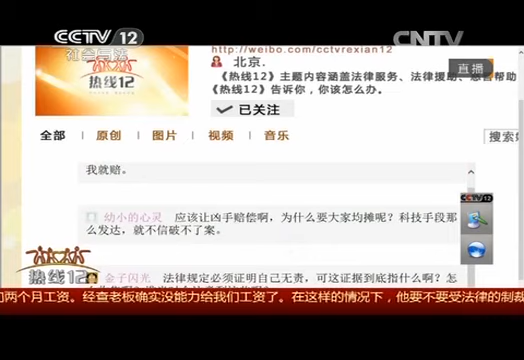 CCTV 12
社会与法
CNTV
http://weibo.com/cctvrexian12
北京.
直播
《热线12》主题内容涵盖法律服务、法律援助、慈善帮助
《热线12》告诉你，你该怎么办。
热线12
已关注
全部 | 原创 | 图片 | 视频 | 音乐
搜索
我就赔。
CCTV 12
幼小的心灵 应该让凶手赔偿啊，为什么要大家均摊呢？科技手段那
么发达，就不信破不了案。
热线12
金子闪光 法律规定必须证明自己无责，可这证据到底指什么啊？怎
们两个月工资。经查老板确实没能力给我们工资了。在这样的情况下，他要不要受法律的制裁